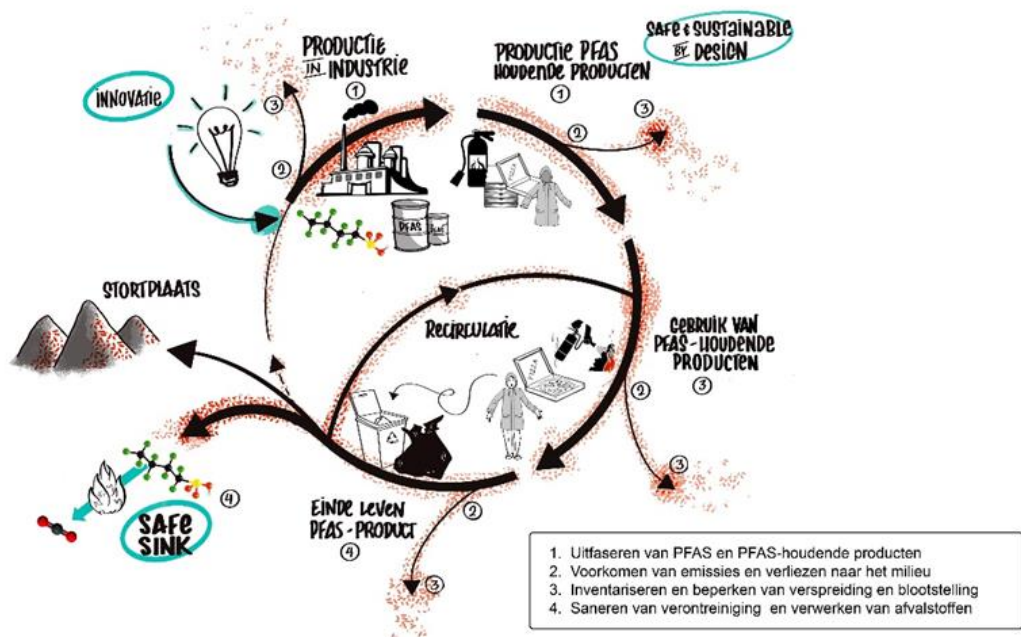 INNOVATIE
PRODUCTIE
IN INDUSTRIE
①
PRODUCTIE PFAS
HOUDENDE PRODUCTEN
①
SAFE & SUSTAINABLE
BY DESIGN
③
②
②
③
PFAS
STORTPLAATS
RECIRCULATIE
PIZZA
GEBRUIK VAN
PFAS-HOUDENDE
PRODUCTEN
③
②
③
④
SAFE
SINK
EINDE LEVEN
PFAS-PRODUCT
④
②
③
1. Uitfaseren van PFAS en PFAS-houdende producten
2. Voorkomen van emissies en verliezen naar het milieu
3. Inventariseren en beperken van verspreiding en blootstelling
4. Saneren van verontreiniging en verwerken van afvalstoffen